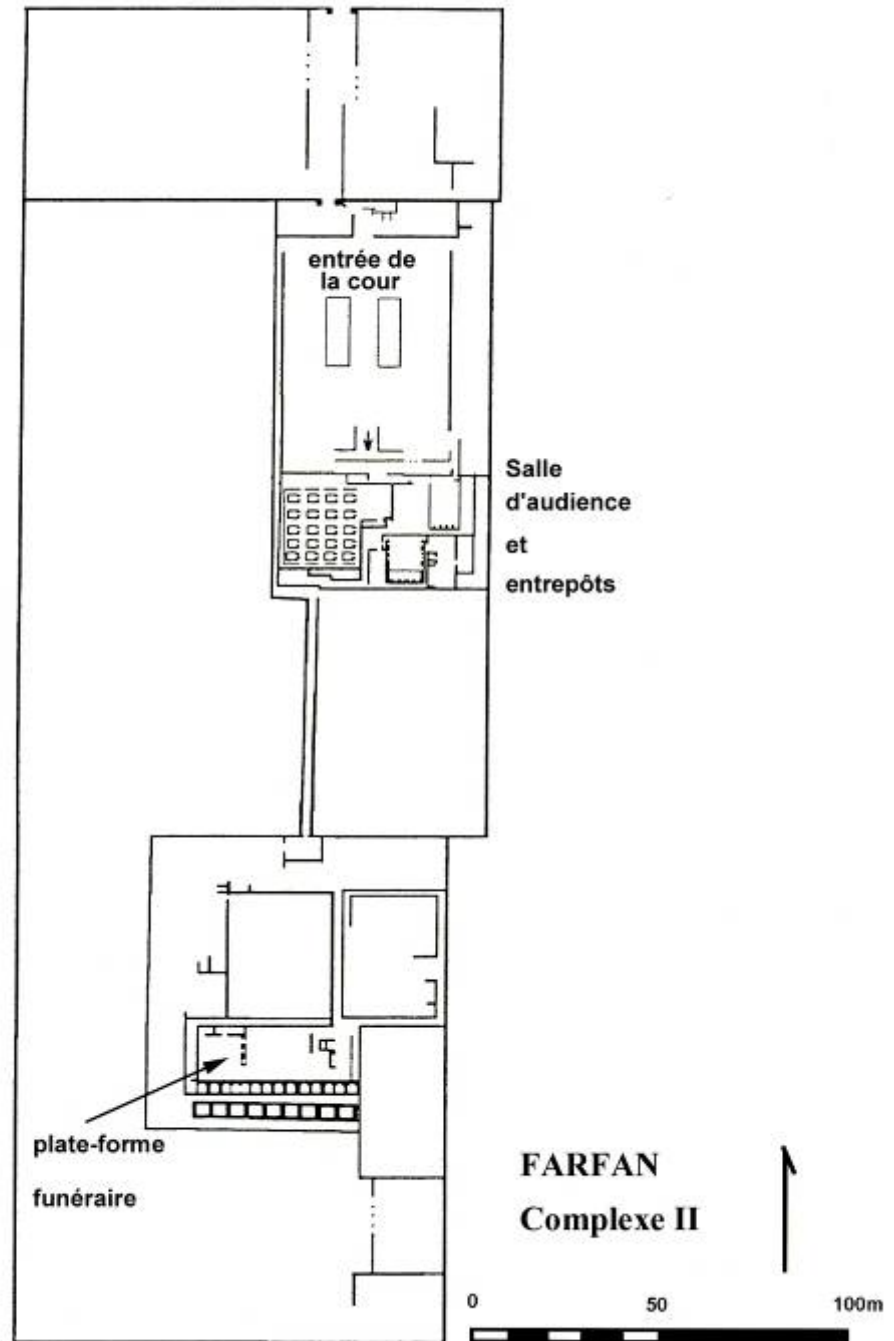 entrée de
la cour
Salle
d'audience
et
entrepôts
plate-forme
funéraire
FARFAN
Complexe II
0 50 100m